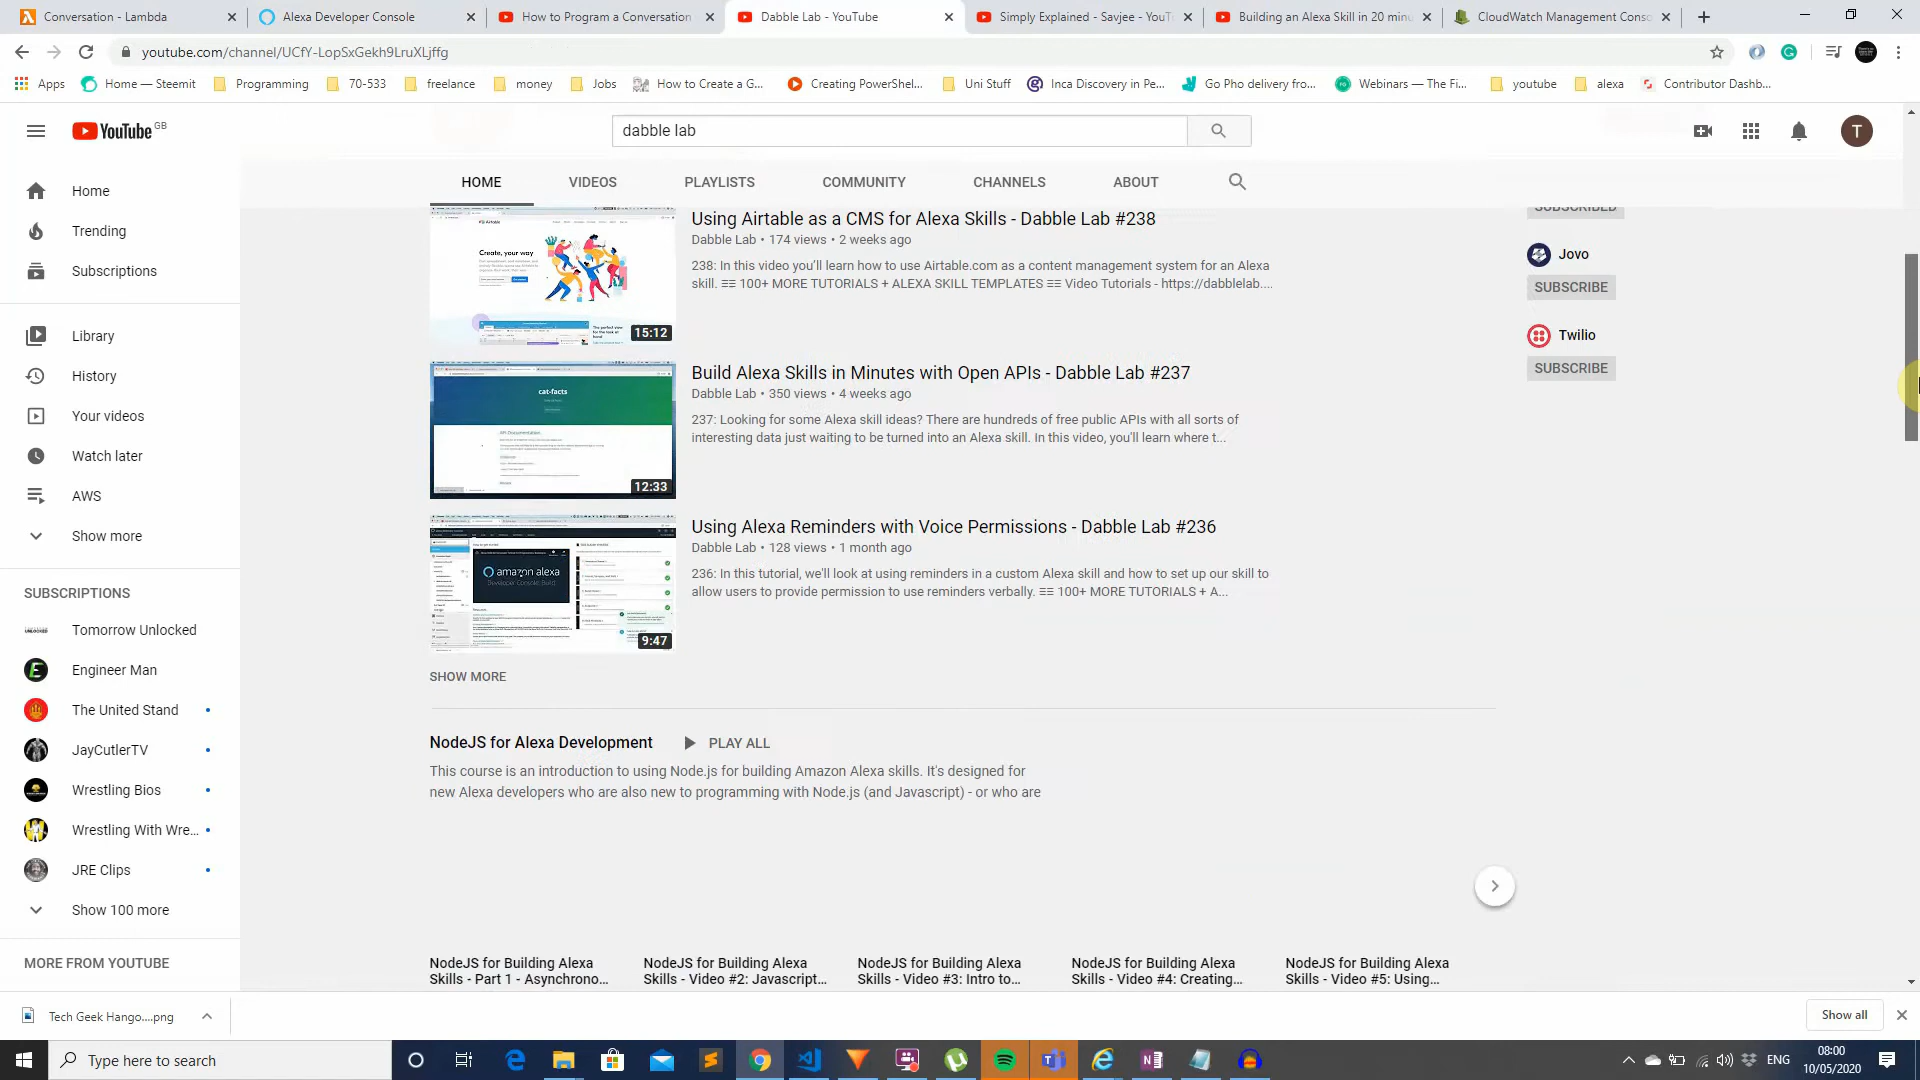 Conversation - Lambda
Alexa Developer Console
How to Program a Conversation
Dabble Lab - YouTube
Simply Explained - Savjee - YouT
Building an Alexa Skill in 20 minu
CloudWatch Management Conso
youtube.com/channel/UCfY-LopSxGekh9LruXLjffg
Apps
Home — Steemit
Programming
70-533
freelance
money
Jobs
How to Create a G...
Creating PowerShel...
Uni Stuff
Inca Discovery in Pe...
Go Pho delivery fro...
Webinars — The Fi...
youtube
alexa
Contributor Dashb...
YouTube GB
dabble lab
T
HOME
VIDEOS
PLAYLISTS
COMMUNITY
CHANNELS
ABOUT
Home
Trending
Subscriptions
Library
History
Your videos
Watch later
AWS
Show more
SUBSCRIPTIONS
Tomorrow Unlocked
Engineer Man
The United Stand
JayCutlerTV
Wrestling Bios
Wrestling With Wre...
JRE Clips
Show 100 more
MORE FROM YOUTUBE
Create, your way
15:12
Using Airtable as a CMS for Alexa Skills - Dabble Lab #238
Dabble Lab • 174 views • 2 weeks ago
238: In this video you'll learn how to use Airtable.com as a content management system for an Alexa
skill. ≡≡ 100+ MORE TUTORIALS + ALEXA SKILL TEMPLATES ≡≡ Video Tutorials - https://dabblelab....
cat-facts
12:33
Build Alexa Skills in Minutes with Open APIs - Dabble Lab #237
Dabble Lab • 350 views • 4 weeks ago
237: Looking for some Alexa skill ideas? There are hundreds of free public APIs with all sorts of
interesting data just waiting to be turned into an Alexa skill. In this video, you'll learn where t...
amazon alexa
9:47
Using Alexa Reminders with Voice Permissions - Dabble Lab #236
Dabble Lab • 128 views • 1 month ago
236: In this tutorial, we'll look at using reminders in a custom Alexa skill and how to set up our skill to
allow users to provide permission to use reminders verbally. ≡≡ 100+ MORE TUTORIALS + A...
SHOW MORE
NodeJS for Alexa Development
PLAY ALL
This course is an introduction to using Node.js for building Amazon Alexa skills. It's designed for
new Alexa developers who are also new to programming with Node.js (and Javascript) - or who are
NodeJS for Building Alexa
Skills - Part 1 - Asynchrono...
NodeJS for Building Alexa
Skills - Video #2: Javascript...
NodeJS for Building Alexa
Skills - Video #3: Intro to...
NodeJS for Building Alexa
Skills - Video #4: Creating...
NodeJS for Building Alexa
Skills - Video #5: Using...
SUBSCRIBED
Jovo
SUBSCRIBE
Twilio
SUBSCRIBE
Tech Geek Hango....png
Show all
Type here to search
ENG
08:00
10/05/2020